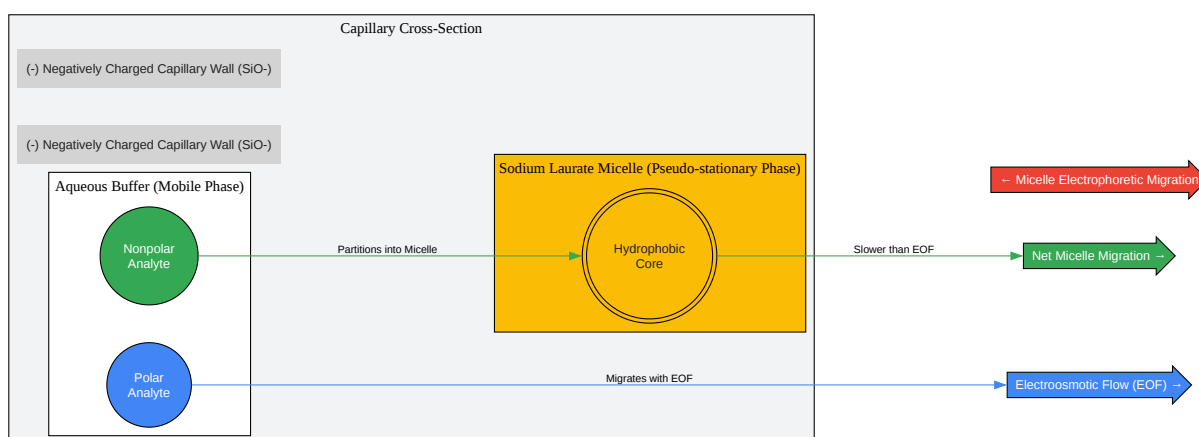 Capillary Cross-Section
(-) Negatively Charged Capillary Wall (SiO-)
(-) Negatively Charged Capillary Wall (SiO-)
Aqueous Buffer (Mobile Phase)
Sodium Laurate Micelle (Pseudo-stationary Phase)
← Micelle Electrophoretic Migration
Nonpolar
Analyte
Partitions into Micelle
Hydrophobic
Core
Slower than EOF
Net Micelle Migration →
Polar
Analyte
Migrates with EOF
Electroosmotic Flow (EOF) →